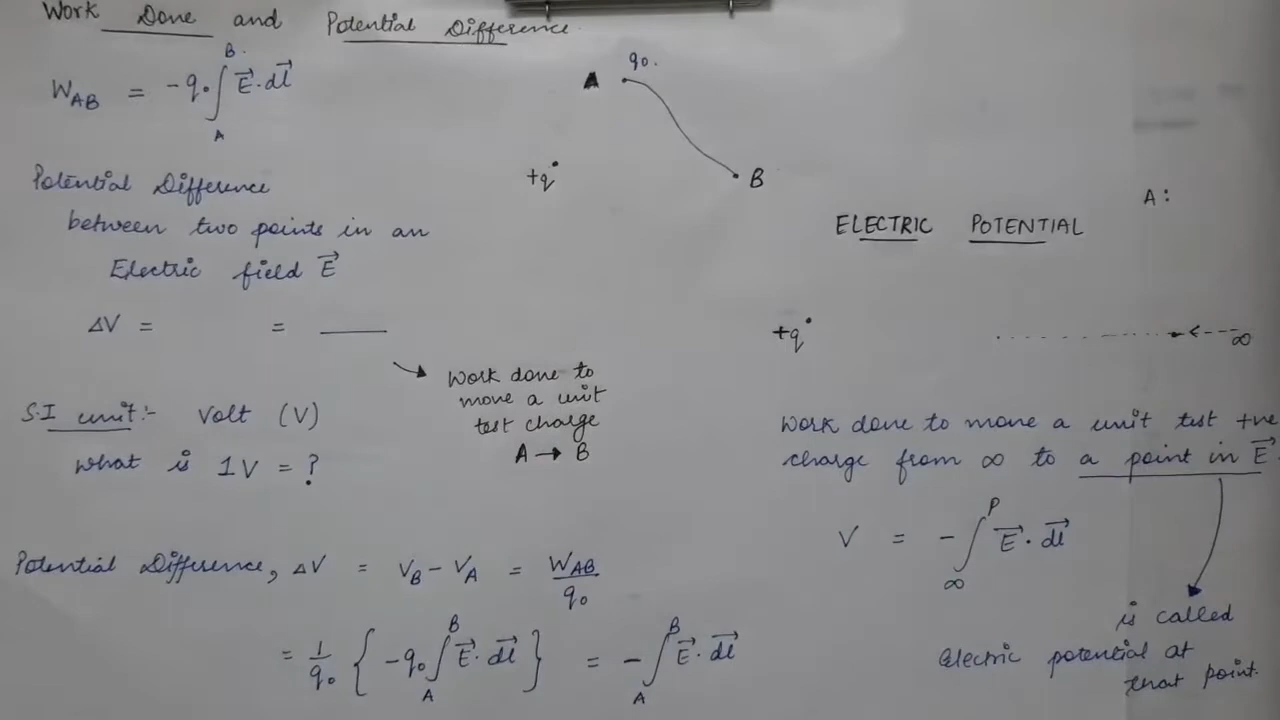 Work Done and Potential Difference
W_AB = -q₀ ∫_A^B E⃗ · dl⃗
A q₀.
+q
B
Potential Difference
between two points in an
Electric field E⃗
ΔV = = ____
Work done to
move a unit
test charge
A → B
S.I unit:- Volt (V)
What is 1V = ?
Potential Difference, ΔV = V_B - V_A = W_AB / q₀
= 1/q₀ { -q₀ ∫_A^B E⃗ · dl⃗ } = - ∫_A^B E⃗ · dl⃗
A:
ELECTRIC POTENTIAL
+q ∞
Work done to move a unit test +ve
charge from ∞ to a point in E⃗
V = - ∫_∞^P E⃗ · dl⃗
is called
Electric potential at
that point.